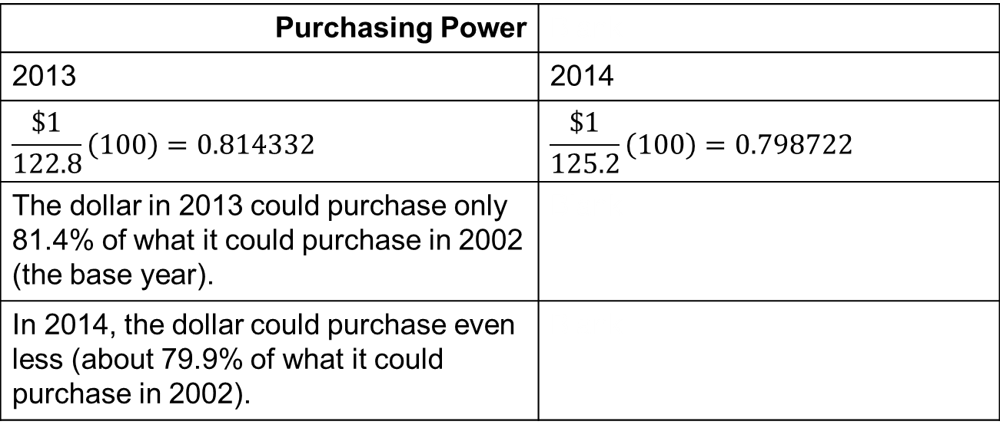 Purchasing Power
2013
2014
$1
122.8
(100) = 0.814332
$1
125.2
(100) = 0.798722
The dollar in 2013 could purchase only
81.4% of what it could purchase in 2002
(the base year).
In 2014, the dollar could purchase even
less (about 79.9% of what it could
purchase in 2002).